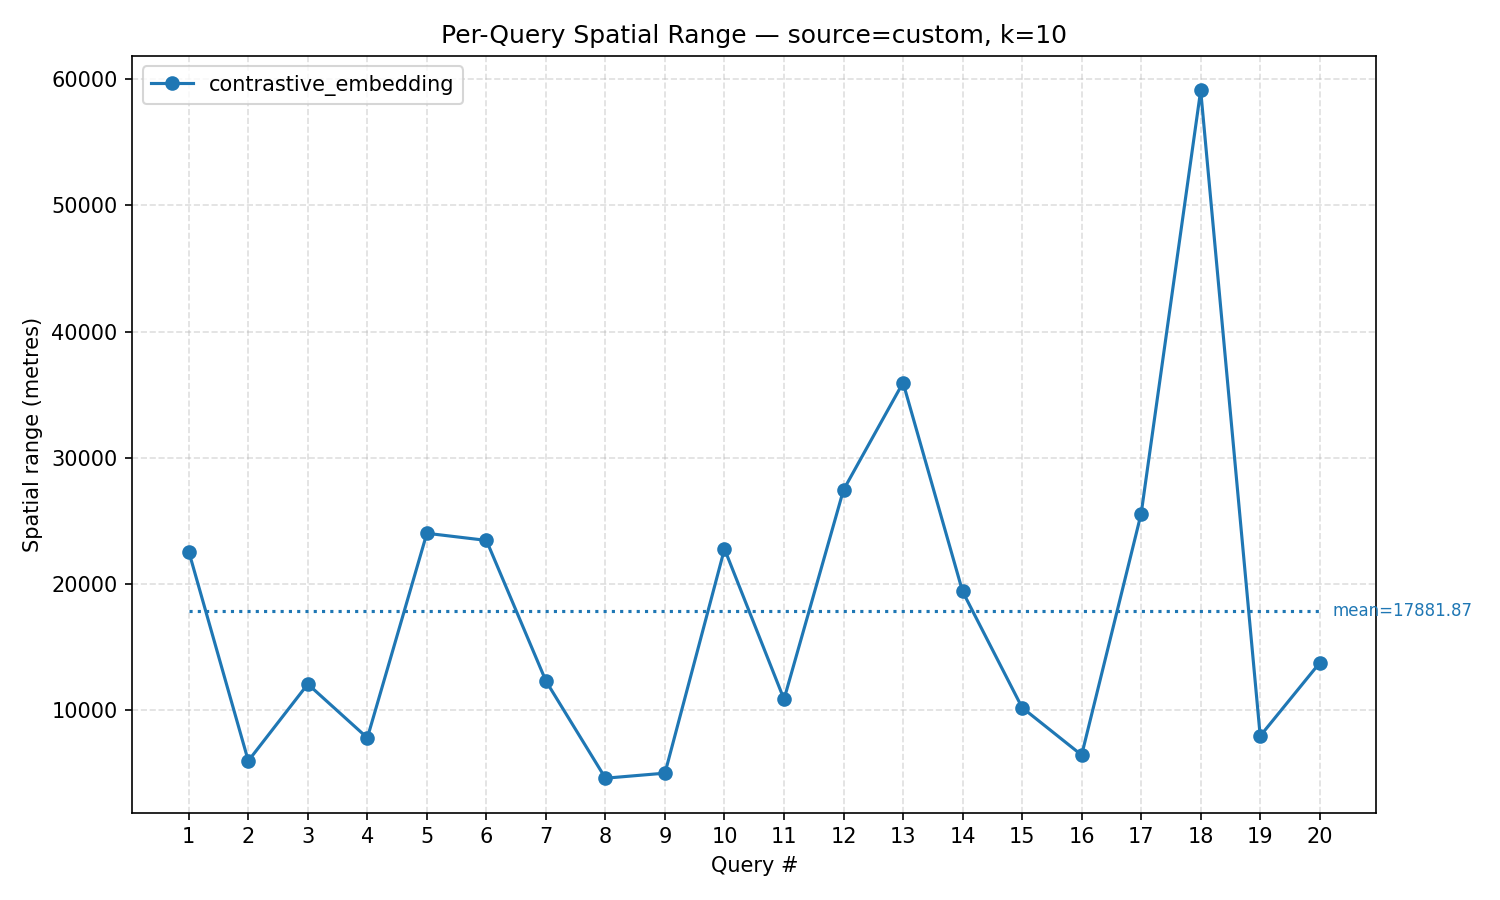 Per-Query Spatial Range — source=custom, k=10
contrastive_embedding
60000
50000
40000
30000
20000
10000
Spatial range (metres)
mean=17881.87
1 2 3 4 5 6 7 8 9 10 11 12 13 14 15 16 17 18 19 20
Query #